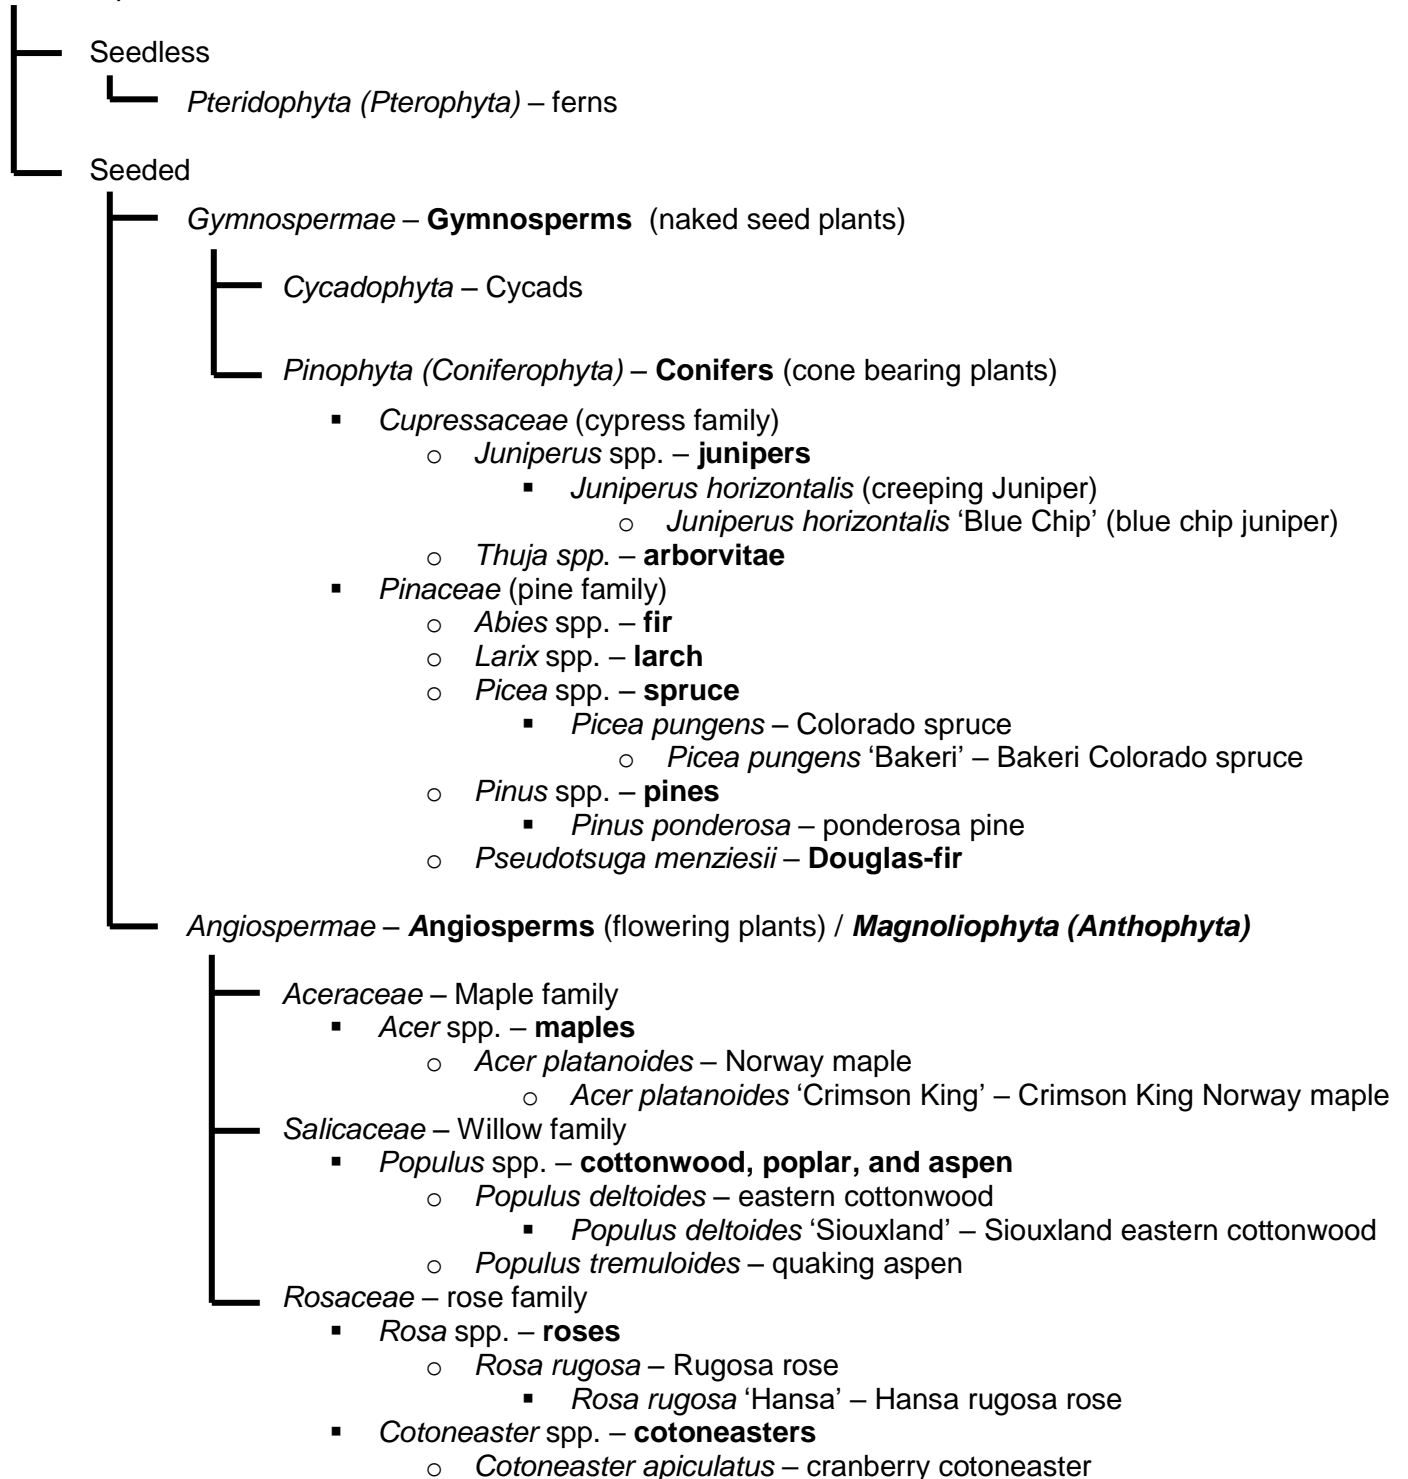 Seedless
Pteridophyta (Pterophyta) – ferns
Seeded
Gymnospermae – Gymnosperms (naked seed plants)
Cycadophyta – Cycads
Pinophyta (Coniferophyta) – Conifers (cone bearing plants)
▪ Cupressaceae (cypress family)
o Juniperus spp. – junipers
▪ Juniperus horizontalis (creeping Juniper)
o Juniperus horizontalis ‘Blue Chip’ (blue chip juniper)
o Thuja spp. – arborvitae
▪ Pinaceae (pine family)
o Abies spp. – fir
o Larix spp. – larch
o Picea spp. – spruce
▪ Picea pungens – Colorado spruce
o Picea pungens ‘Bakeri’ – Bakeri Colorado spruce
o Pinus spp. – pines
▪ Pinus ponderosa – ponderosa pine
o Pseudotsuga menziesii – Douglas-fir
Angiospermae – Angiosperms (flowering plants) / Magnoliophyta (Anthophyta)
Aceraceae – Maple family
▪ Acer spp. – maples
o Acer platanoides – Norway maple
o Acer platanoides ‘Crimson King’ – Crimson King Norway maple
Salicaceae – Willow family
▪ Populus spp. – cottonwood, poplar, and aspen
o Populus deltoides – eastern cottonwood
▪ Populus deltoides ‘Siouxland’ – Siouxland eastern cottonwood
o Populus tremuloides – quaking aspen
Rosaceae – rose family
▪ Rosa spp. – roses
o Rosa rugosa – Rugosa rose
▪ Rosa rugosa ‘Hansa’ – Hansa rugosa rose
▪ Cotoneaster spp. – cotoneasters
o Cotoneaster apiculatus – cranberry cotoneaster